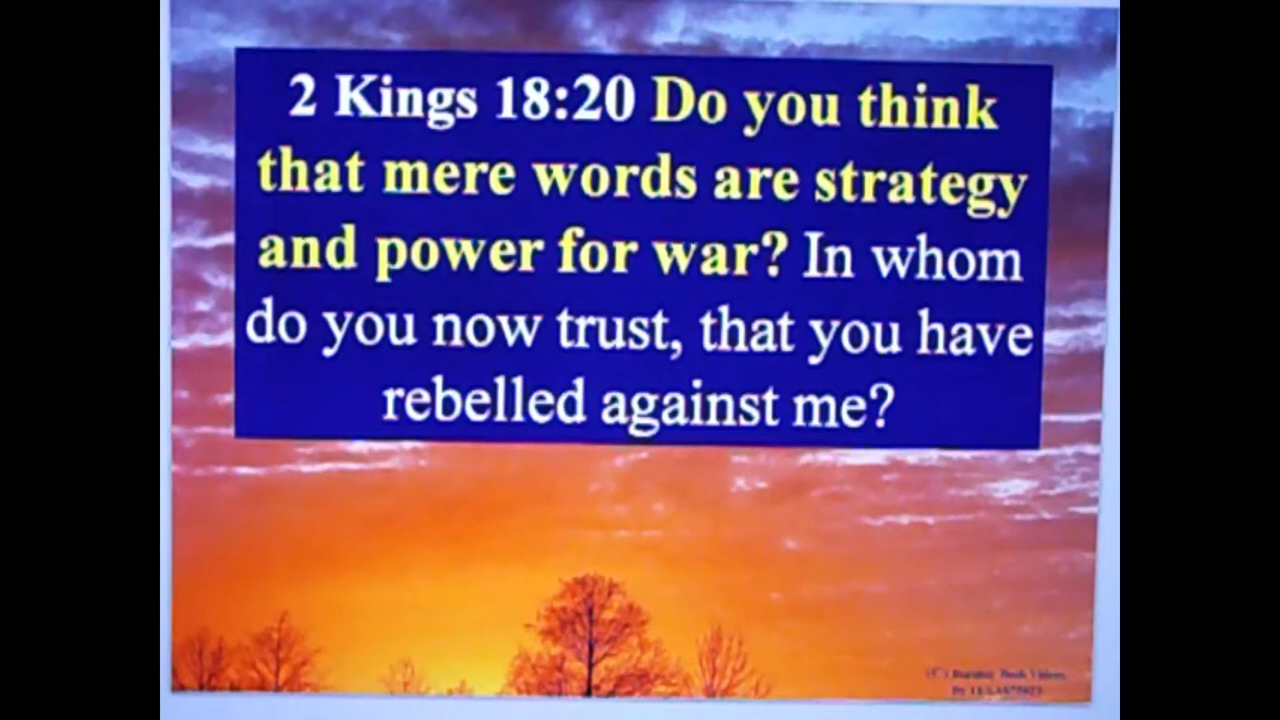 2 Kings 18:20 Do you think
that mere words are strategy
and power for war? In whom
do you now trust, that you have
rebelled against me?